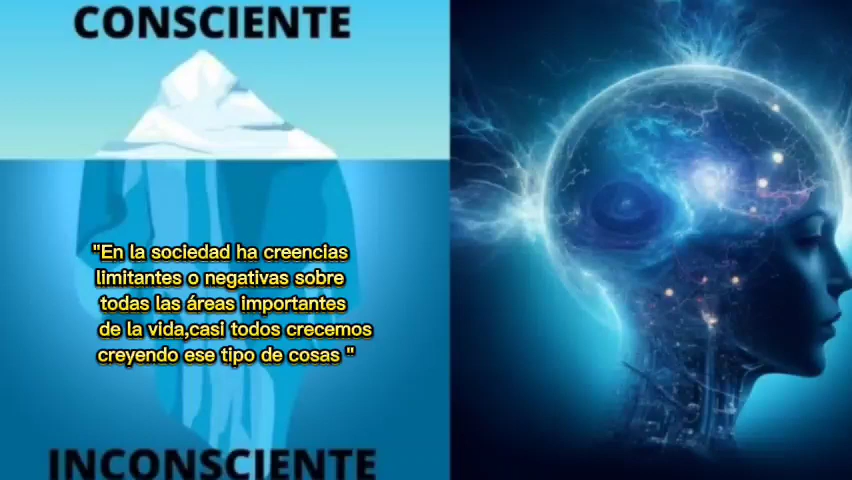 CONSCIENTE
"En la sociedad ha creencias
limitantes o negativas sobre
todas las áreas importantes
de la vida,casi todos crecemos
creyendo ese tipo de cosas "
INCONSCIENTE